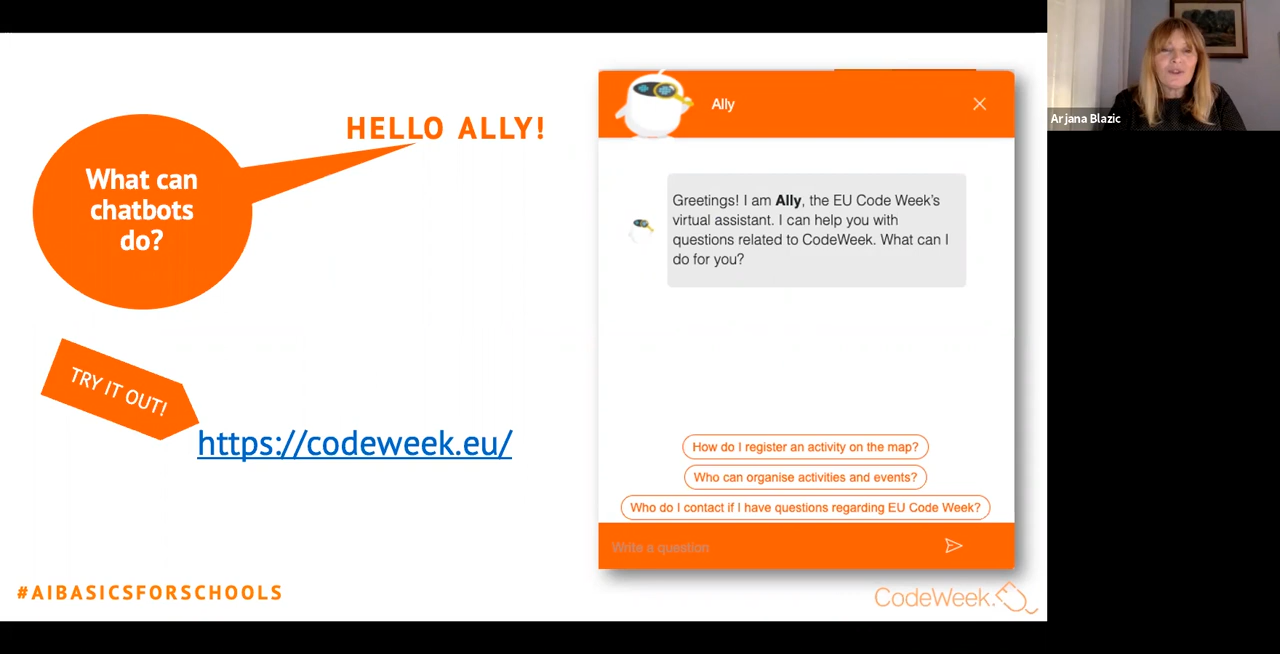 HELLO ALLY!
What can
chatbots
do?
TRY IT OUT!
https://codeweek.eu/
#AIBASICSFORSCHOOLS
Ally
Greetings! I am Ally, the EU Code Week's
virtual assistant. I can help you with
questions related to CodeWeek. What can I
do for you?
How do I register an activity on the map?
Who can organise activities and events?
Who do I contact if I have questions regarding EU Code Week?
Write a question
CodeWeek.
Arjana Blazic